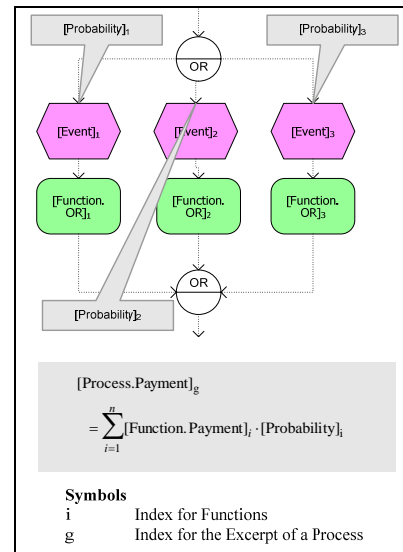 [Probability]1
[Probability]3
OR
[Event]1
[Event]2
[Event]3
[Function.
OR]1
[Function.
OR]2
[Function.
OR]3
OR
[Probability]2
[Process.Payment]g
= n∑i=1 [Function.Payment]i · [Probability]i
Symbols
i Index for Functions
g Index for the Excerpt of a Process